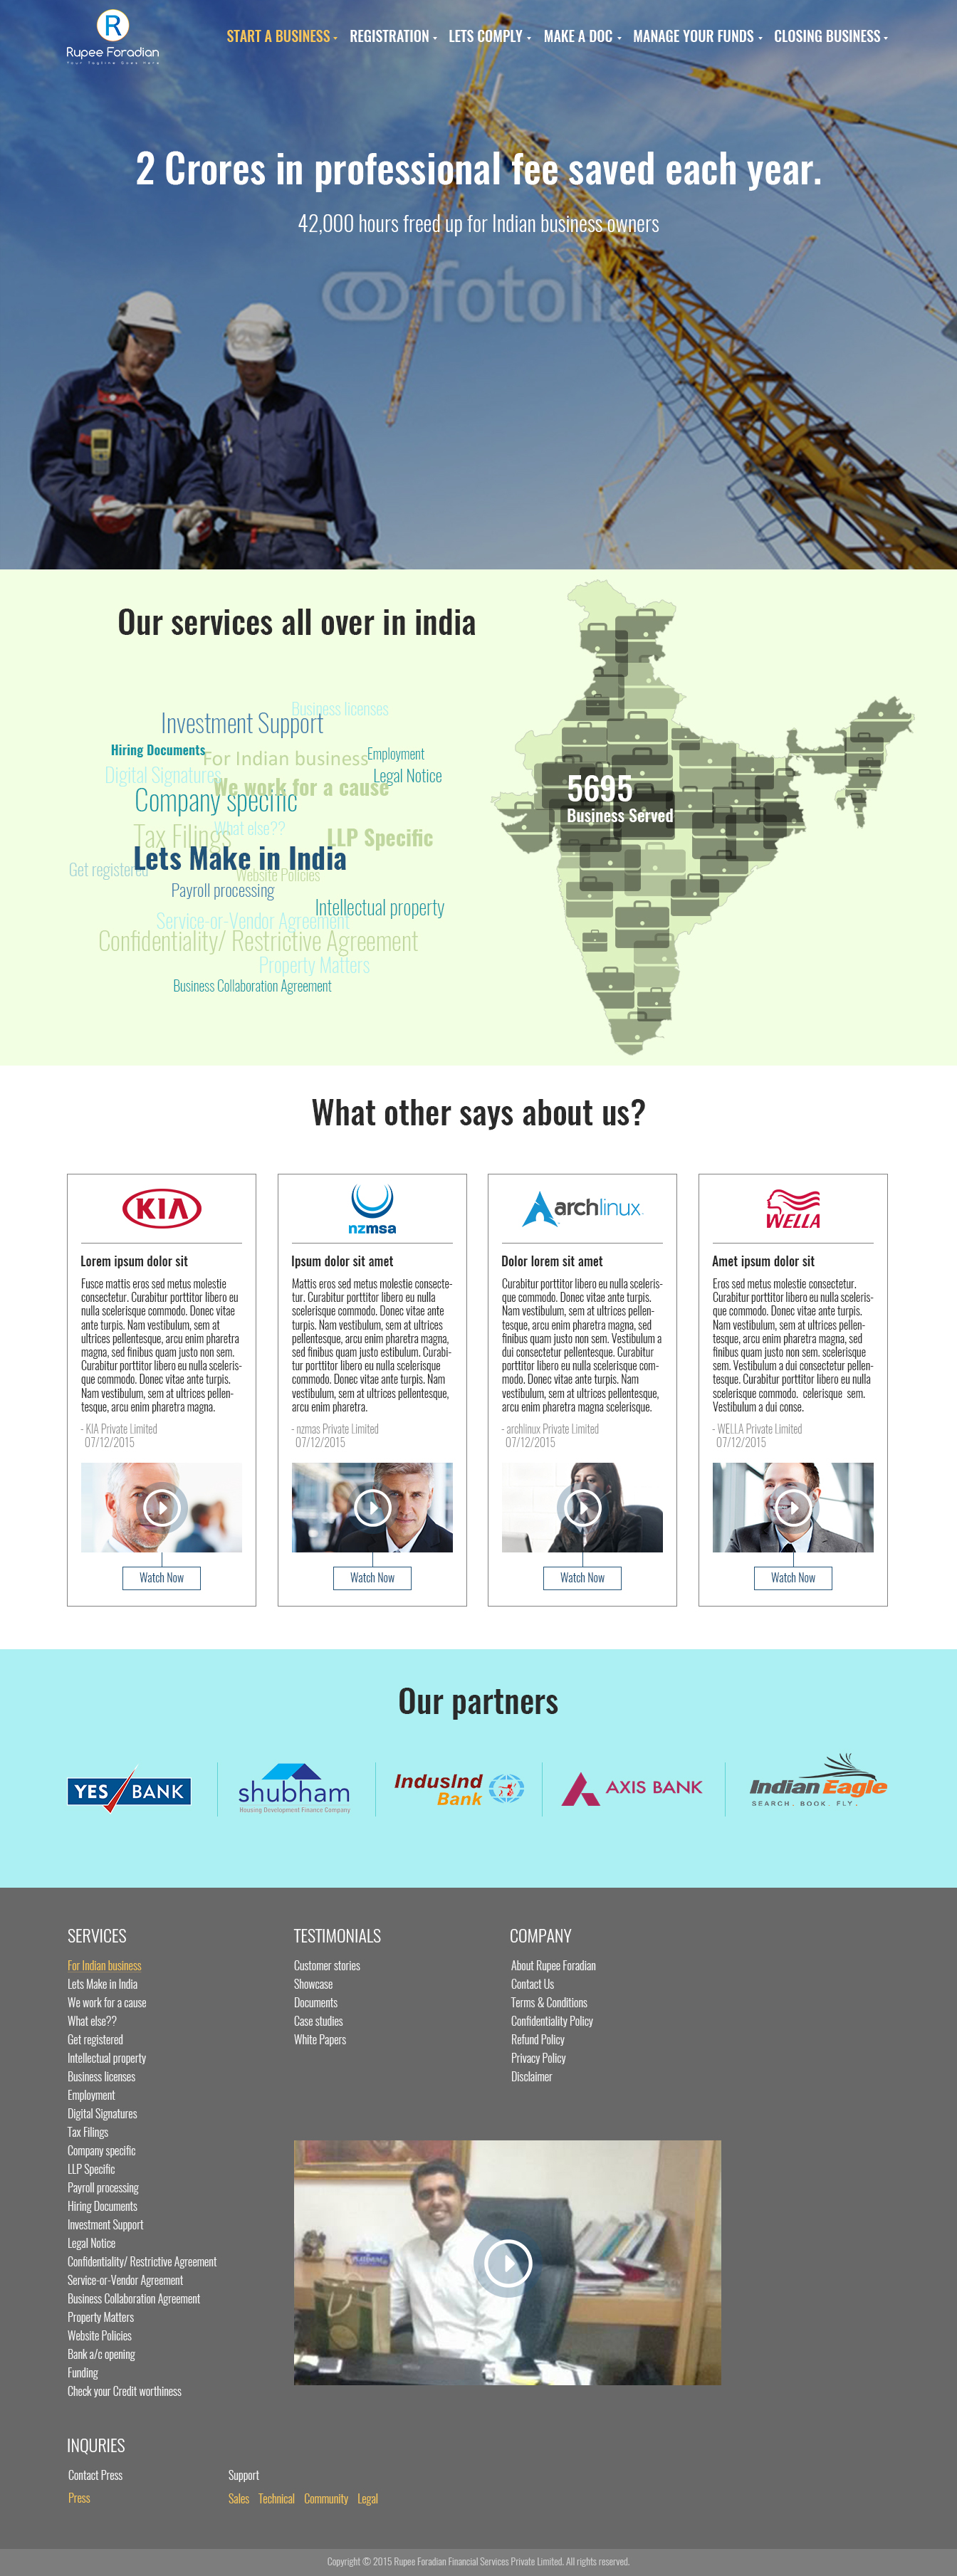 R
Rupee Foradian
Your Tagline Goes Here
START A BUSINESS REGISTRATION LETS COMPLY MAKE A DOC MANAGE YOUR FUNDS CLOSING BUSINESS
2 Crores in professional fee saved each year.
42,000 hours freed up for Indian business owners
fotolia
Our services all over in india
Business licenses
Investment Support
Hiring Documents
For Indian business
Employment
Digital Signatures
Legal Notice
We work for a cause
Company specific
What else??
Tax Filings
LLP Specific
Lets Make in India
Get registered
Website Policies
Payroll processing
Intellectual property
Service-or-Vendor Agreement
Confidentiality/ Restrictive Agreement
Property Matters
Business Collaboration Agreement
5695
Business Served
What other says about us?
KIA
Lorem ipsum dolor sit
Fusce mattis eros sed metus molestie
consectetur. Curabitur porttitor libero eu
nulla scelerisque commodo. Donec vitae
ante turpis. Nam vestibulum, sem at
ultrices pellentesque, arcu enim pharetra
magna, sed finibus quam justo non sem.
Curabitur porttitor libero eu nulla sceleris-
que commodo. Donec vitae ante turpis.
Nam vestibulum, sem at ultrices pellen-
tesque, arcu enim pharetra magna.
- KIA Private Limited
07/12/2015
Watch Now
nzmsa
Ipsum dolor sit amet
Mattis eros sed metus molestie consecte-
tur. Curabitur porttitor libero eu nulla
scelerisque commodo. Donec vitae ante
turpis. Nam vestibulum, sem at ultrices
pellentesque, arcu enim pharetra magna,
sed finibus quam justo estibulum. Curabi-
tur porttitor libero eu nulla scelerisque
commodo. Donec vitae ante turpis. Nam
vestibulum, sem at ultrices pellentesque,
arcu enim pharetra.
- nzmas Private Limited
07/12/2015
Watch Now
archlinux
Dolor lorem sit amet
Curabitur porttitor libero eu nulla sceleris-
que commodo. Donec vitae ante turpis.
Nam vestibulum, sem at ultrices pellen-
tesque, arcu enim pharetra magna, sed
finibus quam justo non sem. Vestibulum a
dui consectetur pellentesque. Curabitur
porttitor libero eu nulla scelerisque com-
modo. Donec vitae ante turpis. Nam
vestibulum, sem at ultrices pellentesque,
arcu enim pharetra magna scelerisque.
- archlinux Private Limited
07/12/2015
Watch Now
WELLA
Amet ipsum dolor sit
Eros sed metus molestie consectetur.
Curabitur porttitor libero eu nulla sceleris-
que commodo. Donec vitae ante turpis.
Nam vestibulum, sem at ultrices pellen-
tesque, arcu enim pharetra magna, sed
finibus quam justo non sem. scelerisque
sem. Vestibulum a dui consectetur pellen-
tesque. Curabitur porttitor libero eu nulla
scelerisque commodo. celerisque sem.
Vestibulum a dui conse.
- WELLA Private Limited
07/12/2015
Watch Now
Our partners
YES BANK
shubham
Housing Development Finance Company
IndusInd
Bank
AXIS BANK
Indian Eagle
SEARCH. BOOK. FLY.
SERVICES
For Indian business
Lets Make in India
We work for a cause
What else??
Get registered
Intellectual property
Business licenses
Employment
Digital Signatures
Tax Filings
Company specific
LLP Specific
Payroll processing
Hiring Documents
Investment Support
Legal Notice
Confidentiality/ Restrictive Agreement
Service-or-Vendor Agreement
Business Collaboration Agreement
Property Matters
Website Policies
Bank a/c opening
Funding
Check your Credit worthiness
TESTIMONIALS
Customer stories
Showcase
Documents
Case studies
White Papers
COMPANY
About Rupee Foradian
Contact Us
Terms & Conditions
Confidentiality Policy
Refund Policy
Privacy Policy
Disclaimer
INQURIES
Contact Press
Press
Support
Sales Technical Community Legal
Copyright © 2015 Rupee Foradian Financial Services Private Limited. All rights reserved.